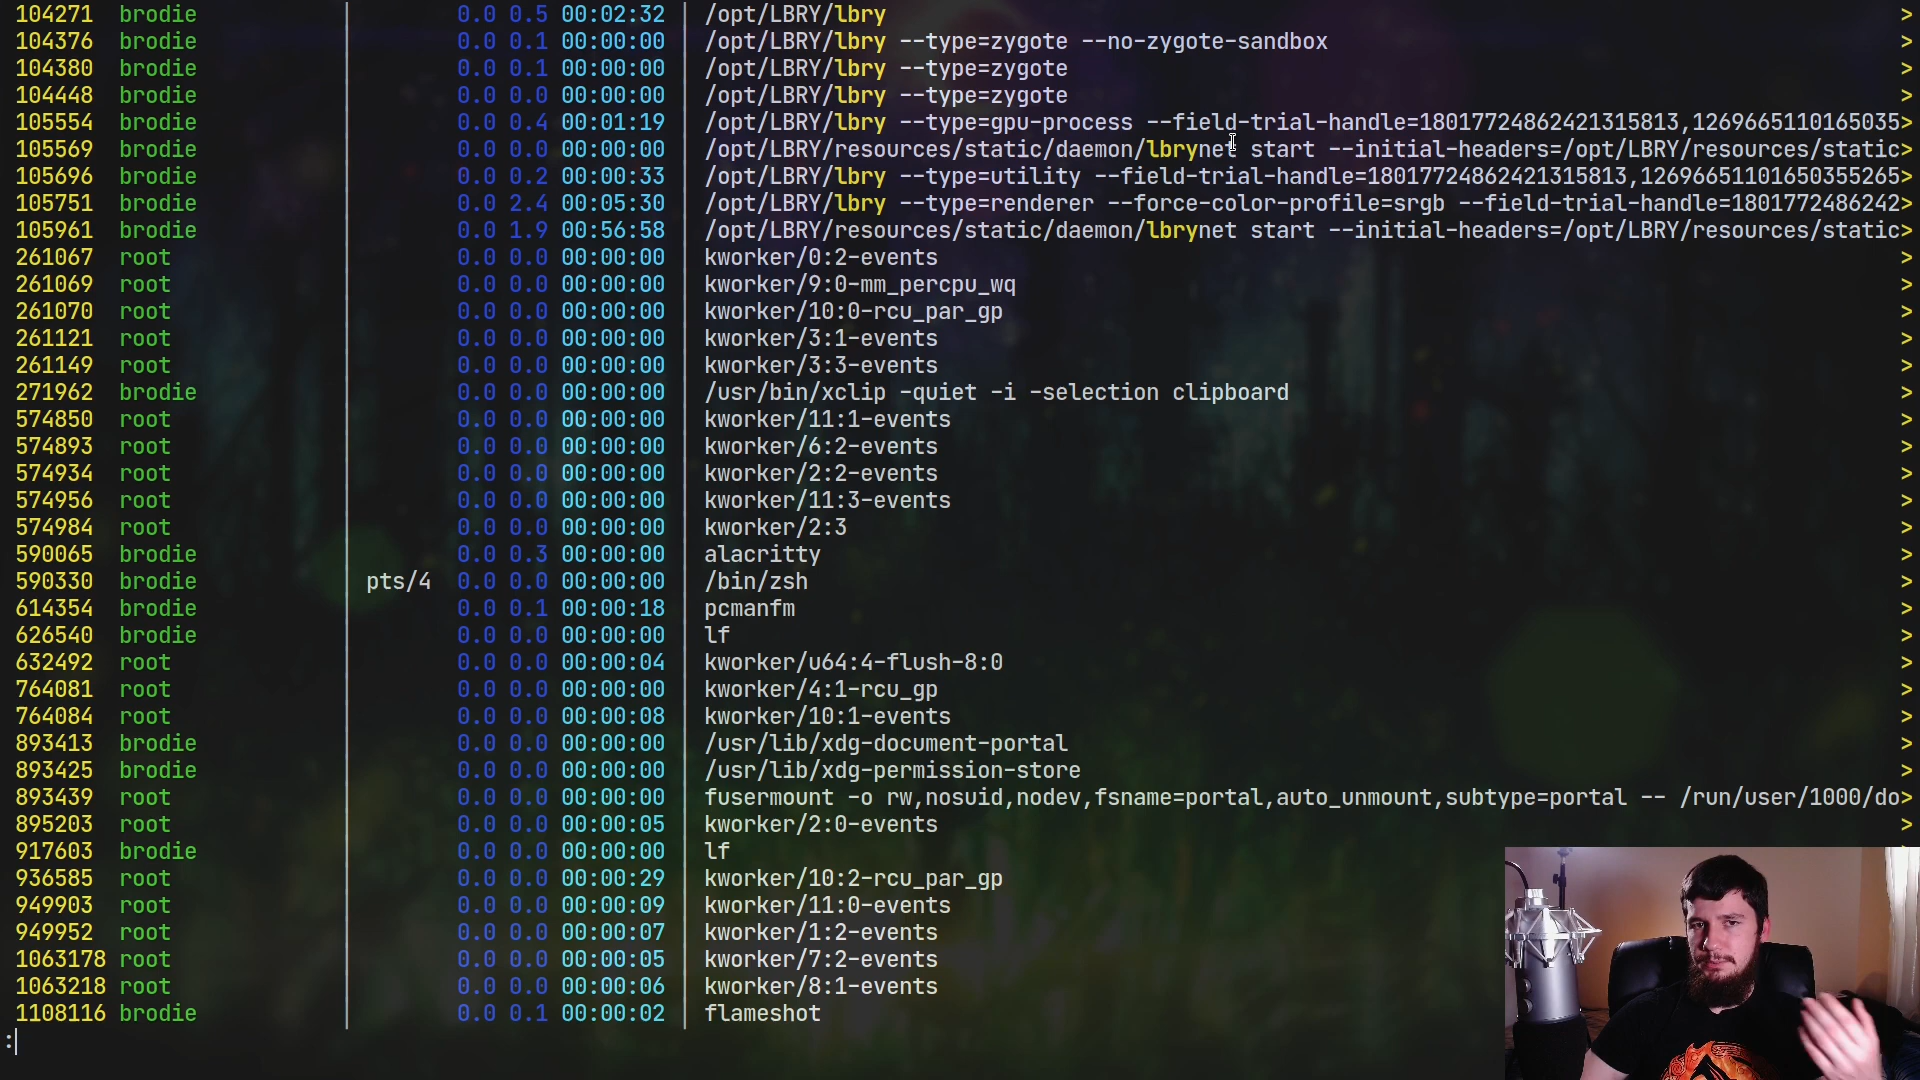 104271 brodie 0.0 0.5 00:02:32 /opt/LBRY/lbry >
104376 brodie 0.0 0.1 00:00:00 /opt/LBRY/lbry --type=zygote --no-zygote-sandbox >
104380 brodie 0.0 0.1 00:00:00 /opt/LBRY/lbry --type=zygote >
104448 brodie 0.0 0.0 00:00:00 /opt/LBRY/lbry --type=zygote >
105554 brodie 0.0 0.4 00:01:19 /opt/LBRY/lbry --type=gpu-process --field-trial-handle=18017724862421315813,1269665110165035>
105569 brodie 0.0 0.0 00:00:00 /opt/LBRY/resources/static/daemon/lbrynet start --initial-headers=/opt/LBRY/resources/static>
105696 brodie 0.0 0.2 00:00:33 /opt/LBRY/lbry --type=utility --field-trial-handle=18017724862421315813,12696651101650355265>
105751 brodie 0.0 2.4 00:05:30 /opt/LBRY/lbry --type=renderer --force-color-profile=srgb --field-trial-handle=1801772486242>
105961 brodie 0.0 1.9 00:56:58 /opt/LBRY/resources/static/daemon/lbrynet start --initial-headers=/opt/LBRY/resources/static>
261067 root 0.0 0.0 00:00:00 kworker/0:2-events >
261069 root 0.0 0.0 00:00:00 kworker/9:0-mm_percpu_wq >
261070 root 0.0 0.0 00:00:00 kworker/10:0-rcu_par_gp >
261121 root 0.0 0.0 00:00:00 kworker/3:1-events >
261149 root 0.0 0.0 00:00:00 kworker/3:3-events >
271962 brodie 0.0 0.0 00:00:00 /usr/bin/xclip -quiet -i -selection clipboard >
574850 root 0.0 0.0 00:00:00 kworker/11:1-events >
574893 root 0.0 0.0 00:00:00 kworker/6:2-events >
574934 root 0.0 0.0 00:00:00 kworker/2:2-events >
574956 root 0.0 0.0 00:00:00 kworker/11:3-events >
574984 root 0.0 0.0 00:00:00 kworker/2:3 >
590065 brodie 0.0 0.3 00:00:00 alacritty >
590330 brodie pts/4 0.0 0.0 00:00:00 /bin/zsh >
614354 brodie 0.0 0.1 00:00:18 pcmanfm >
626540 brodie 0.0 0.0 00:00:00 lf >
632492 root 0.0 0.0 00:00:04 kworker/u64:4-flush-8:0 >
764081 root 0.0 0.0 00:00:00 kworker/4:1-rcu_gp >
764084 root 0.0 0.0 00:00:08 kworker/10:1-events >
893413 brodie 0.0 0.0 00:00:00 /usr/lib/xdg-document-portal >
893425 brodie 0.0 0.0 00:00:00 /usr/lib/xdg-permission-store >
893439 root 0.0 0.0 00:00:00 fusermount -o rw,nosuid,nodev,fsname=portal,auto_unmount,subtype=portal -- /run/user/1000/do>
895203 root 0.0 0.0 00:00:05 kworker/2:0-events >
917603 brodie 0.0 0.0 00:00:00 lf
936585 root 0.0 0.0 00:00:29 kworker/10:2-rcu_par_gp
949903 root 0.0 0.0 00:00:09 kworker/11:0-events
949952 root 0.0 0.0 00:00:07 kworker/1:2-events
1063178 root 0.0 0.0 00:00:05 kworker/7:2-events
1063218 root 0.0 0.0 00:00:06 kworker/8:1-events
1108116 brodie 0.0 0.1 00:00:02 flameshot
: